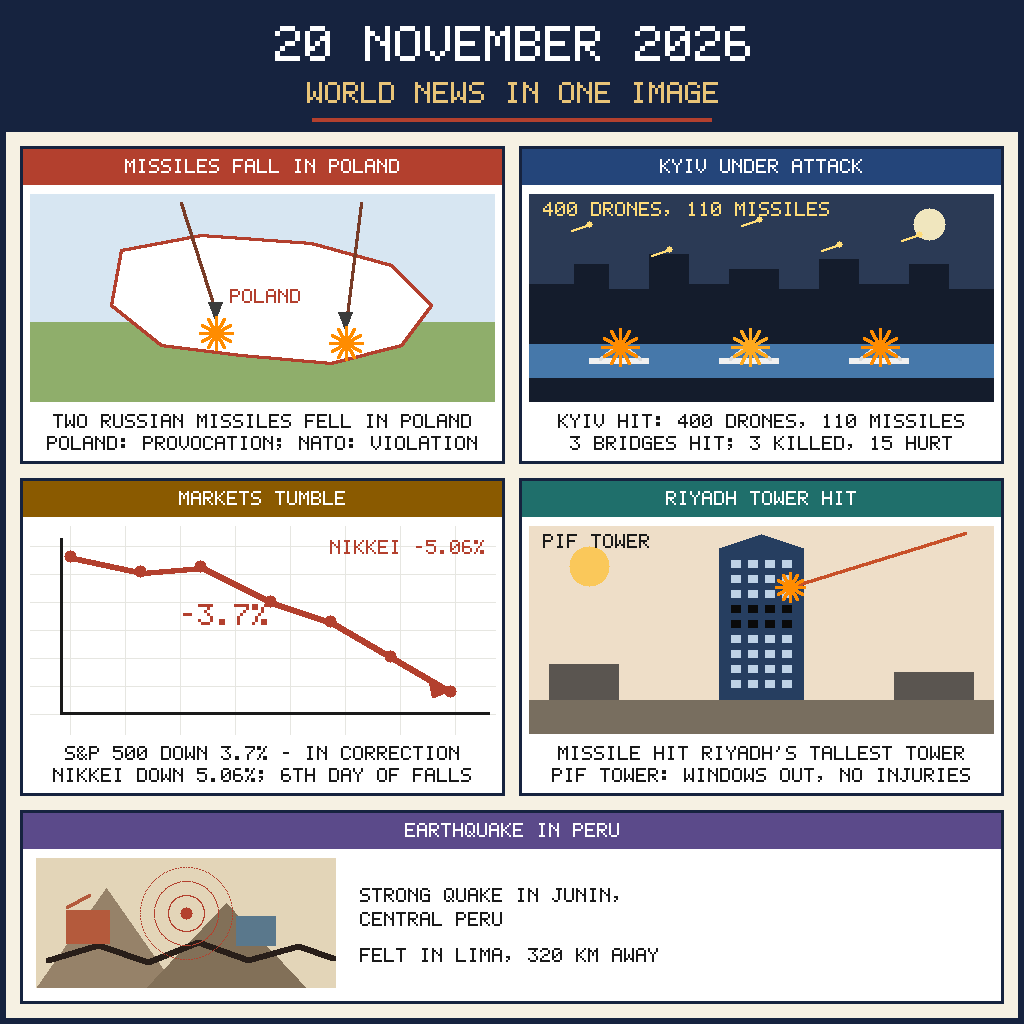 20 NOVEMBER 2026
WORLD NEWS IN ONE IMAGE
MISSILES FALL IN POLAND
POLAND
TWO RUSSIAN MISSILES FELL IN POLAND
POLAND: PROVOCATION; NATO: VIOLATION
KYIV UNDER ATTACK
400 DRONES, 110 MISSILES
KYIV HIT: 400 DRONES, 110 MISSILES
3 BRIDGES HIT; 3 KILLED, 15 HURT
MARKETS TUMBLE
NIKKEI -5.06%
-3.7%
S&P 500 DOWN 3.7% - IN CORRECTION
NIKKEI DOWN 5.06%; 6TH DAY OF FALLS
RIYADH TOWER HIT
PIF TOWER
MISSILE HIT RIYADH'S TALLEST TOWER
PIF TOWER: WINDOWS OUT, NO INJURIES
EARTHQUAKE IN PERU
STRONG QUAKE IN JUNIN,
CENTRAL PERU
FELT IN LIMA, 320 KM AWAY